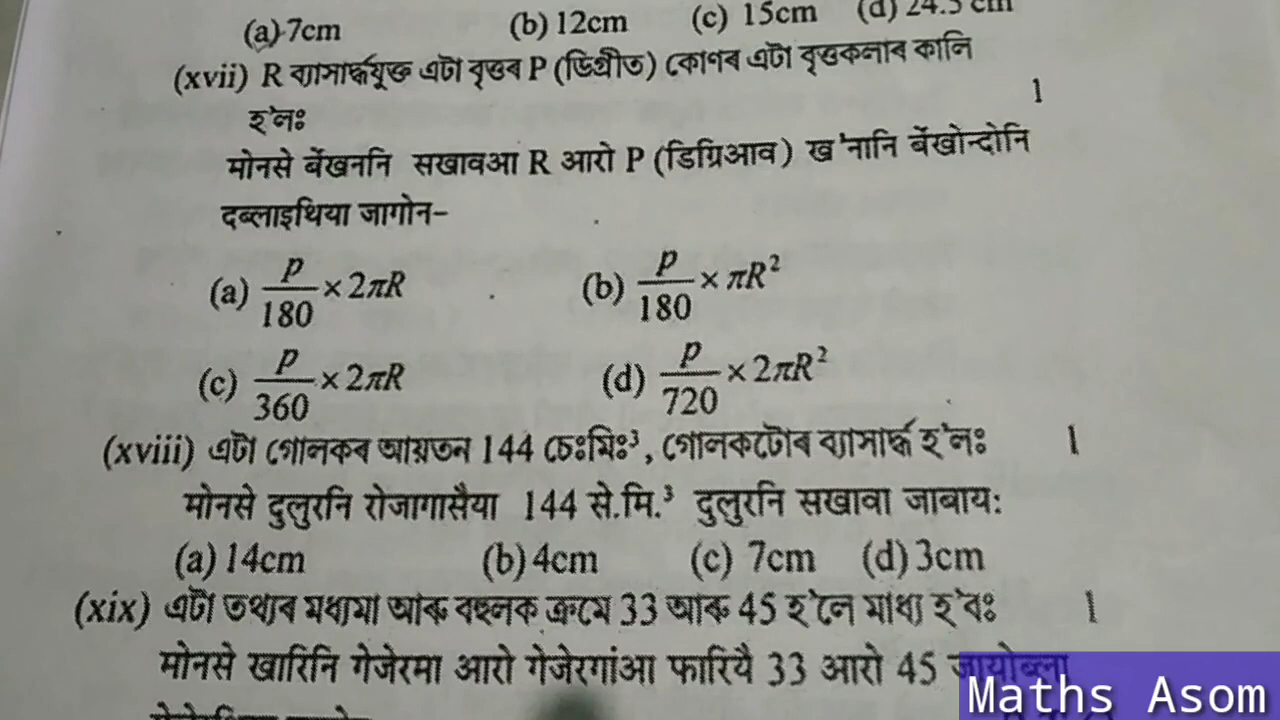 (a) 7cm (b) 12cm (c) 15cm (d) 24.5 cm
(xvii) R ব্যাসাৰ্দ্ধযুক্ত এটা বৃত্তৰ P (ডিগ্ৰীত) কোণৰ এটা বৃত্তকলাৰ কালি
হ'লঃ 1
मोनसे बेंखननि सखावआ R आरो P (डिग्रिआव) ख'नानि बेंखोन्दोनि
दब्लाइथिया जागोन–
(a) P/180 × 2πR (b) P/180 × πR²
(c) P/360 × 2πR (d) P/720 × 2πR²
(xviii) এটা গোলকৰ আয়তন 144 চেঃমিঃ³, গোলকটোৰ ব্যাসাৰ্দ্ধ হ'লঃ 1
मोनसे दुलुरनि रोजागासैया 144 से.मि.³ दुलुरनि सखावा जाबाय:
(a) 14cm (b) 4cm (c) 7cm (d) 3cm
(xix) এটা তথ্যৰ মধ্যমা আৰু বহুলক ক্ৰমে 33 আৰু 45 হ'লে মাধ্য হ'বঃ 1
मोनसे खारिनि गेजेरमा आरो गेजेरगांआ फारियै 33 आरो 45 जायोब्ला
Maths Asom